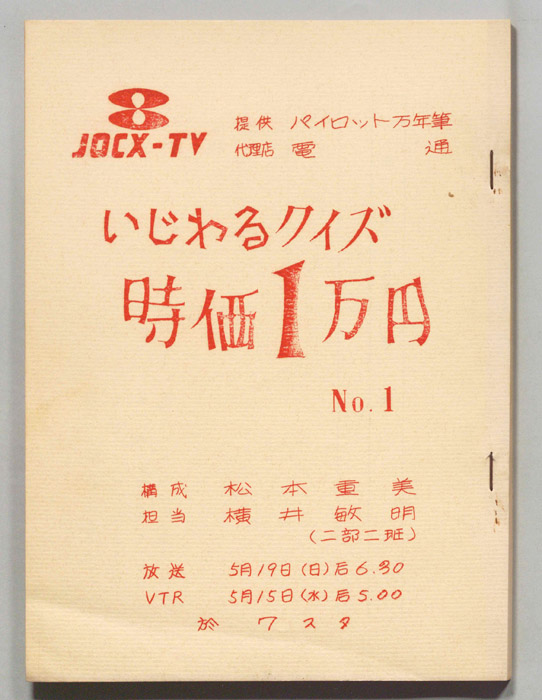 8
JOCX-TV
提供 パイロット万年筆
代理店 電通
いじわるクイズ
時価1万円
No.1
構成 松本重美
担当 横井敏明
(二部二班)
放送 5月19日(日)后6.30
VTR 5月15日(水)后5.00
於 ワスタ